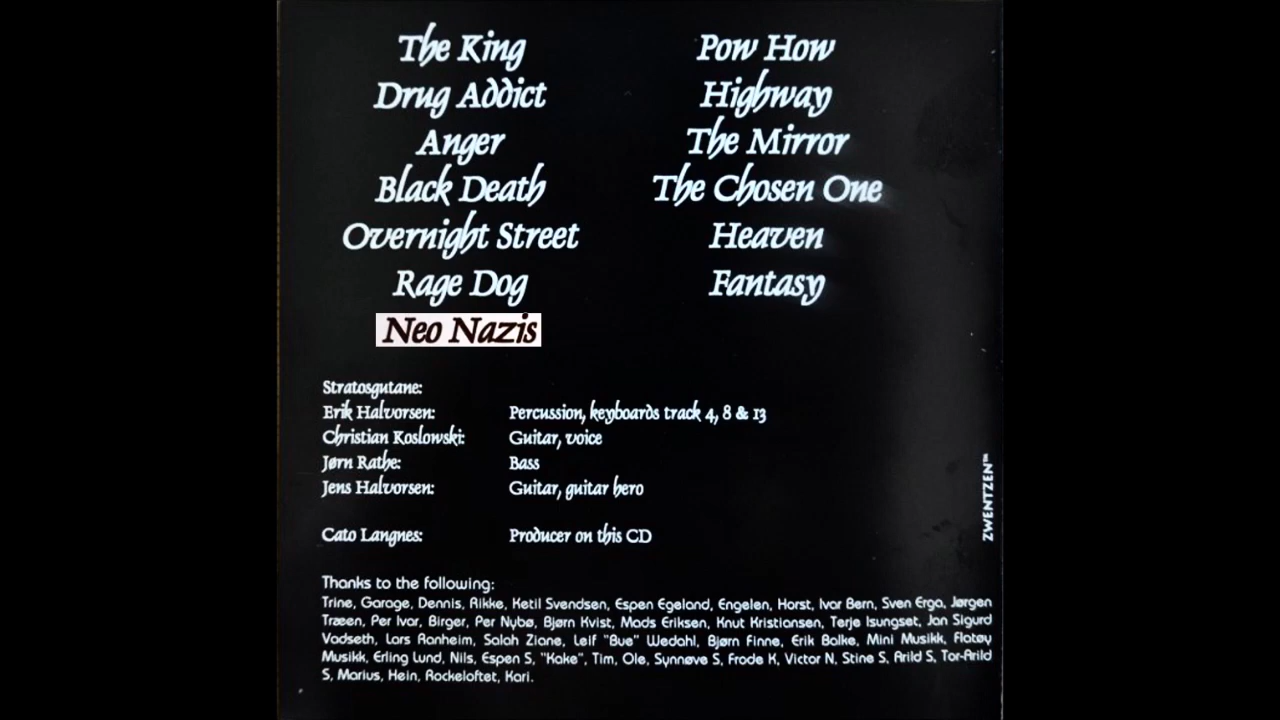 The King
Drug Addict
Anger
Black Death
Overnight Street
Rage Dog
Neo Nazis
Pow How
Highway
The Mirror
The Chosen One
Heaven
Fantasy
Stratosgutane:
Erik Halvorsen: Percussion, keyboards track 4, 8 & 13
Christian Koslowski: Guitar, voice
Jørn Rathe: Bass
Jens Halvorsen: Guitar, guitar hero
Cato Langnes: Producer on this CD
Thanks to the following:
Trine, Garage, Dennis, Rikke, Ketil Svendsen, Espen Egeland, Engelen, Horst, Ivar Bern, Sven Erga, Jørgen
Træen, Per Ivar, Birger, Per Nybø, Bjørn Kvist, Mads Eriksen, Knut Kristiansen, Terje Isungset, Jan Sigurd
Vadseth, Lars Ranheim, Salah Ziane, Leif "Bue" Wedahl, Bjørn Finne, Erik Balke, Mini Musikk, Flatøy
Musikk, Erling Lund, Nils, Espen S, "Kake", Tim, Ole, Synnøve S, Frode K, Victor N, Stine S, Arild S, Tor-Arild
S, Marius, Hein, Rockeloftet, Kari.
ZWENTZEN™